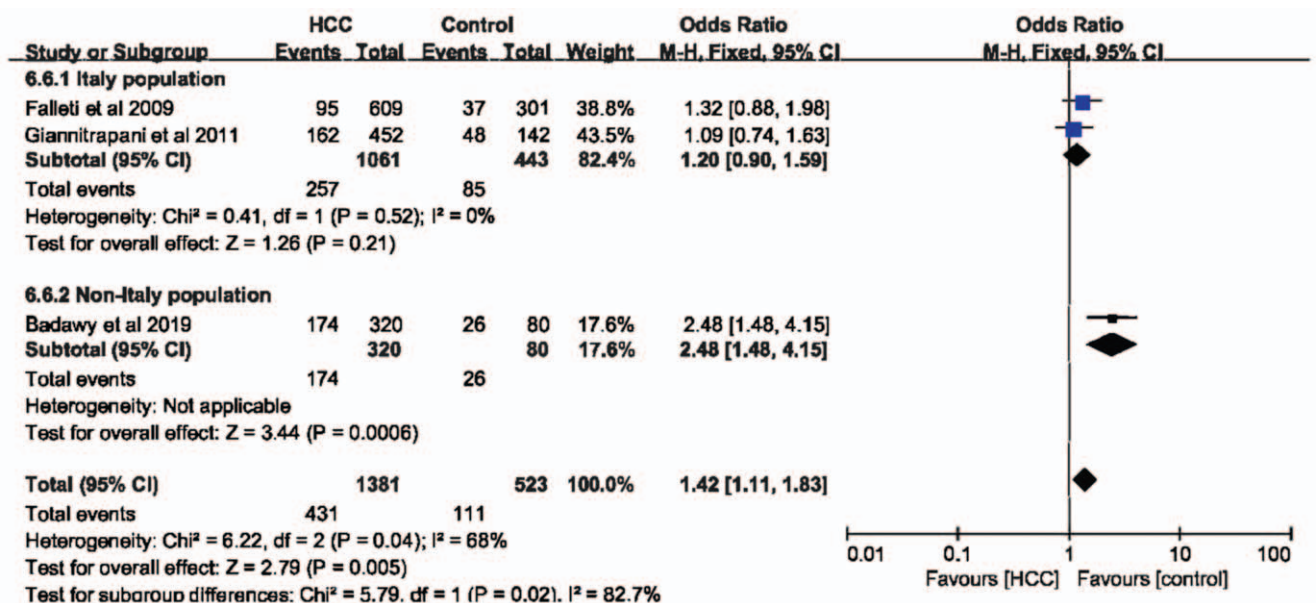 HCC Control Odds Ratio Odds Ratio
Study or Subgroup Events Total Events Total Weight M-H, Fixed, 95% CI M-H, Fixed, 95% CI
6.6.1 Italy population
Falleti et al 2009 95 609 37 301 38.8% 1.32 [0.88, 1.98]
Giannitrapani et al 2011 162 452 48 142 43.5% 1.09 [0.74, 1.63]
Subtotal (95% CI) 1061 443 82.4% 1.20 [0.90, 1.59]
Total events 257 85
Heterogeneity: Chi² = 0.41, df = 1 (P = 0.52); I² = 0%
Test for overall effect: Z = 1.26 (P = 0.21)
6.6.2 Non-Italy population
Badawy et al 2019 174 320 26 80 17.6% 2.48 [1.48, 4.15]
Subtotal (95% CI) 320 80 17.6% 2.48 [1.48, 4.15]
Total events 174 26
Heterogeneity: Not applicable
Test for overall effect: Z = 3.44 (P = 0.0006)
Total (95% CI) 1381 523 100.0% 1.42 [1.11, 1.83]
Total events 431 111
Heterogeneity: Chi² = 6.22, df = 2 (P = 0.04); I² = 68%
Test for overall effect: Z = 2.79 (P = 0.005)
Test for subgroup differences: Chi² = 5.79. df = 1 (P = 0.02). I² = 82.7%
0.01 0.1 1 10 100
Favours [HCC] Favours [control]